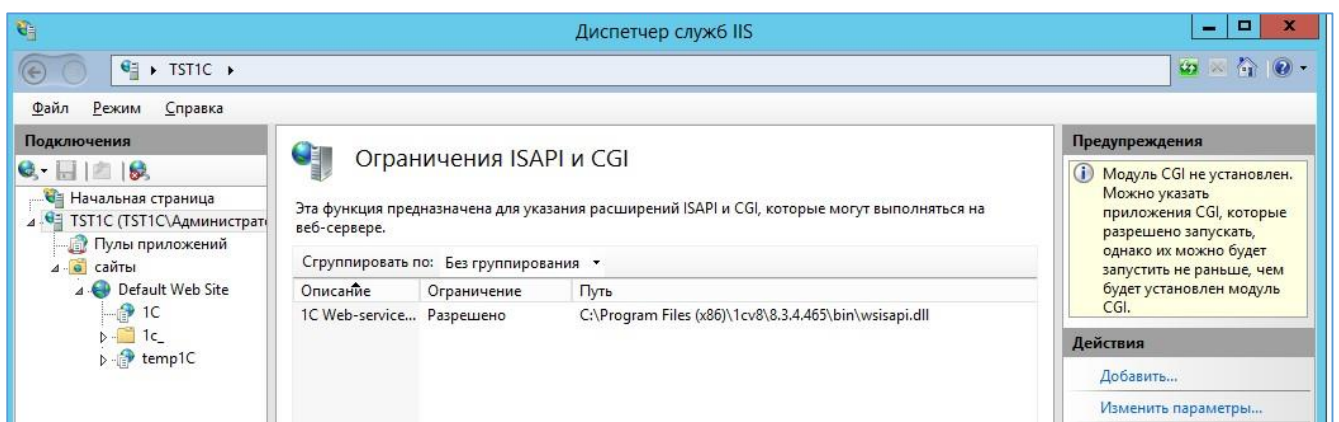 Диспетчер служб IIS
TST1C
Файл Режим Справка
Подключения
Начальная страница
TST1C (TST1C\Администрат
Пулы приложений
сайты
Default Web Site
1C
1c_
temp1C
Ограничения ISAPI и CGI
Эта функция предназначена для указания расширений ISAPI и CGI, которые могут выполняться на
веб-сервере.
Сгруппировать по: Без группирования
Описание Ограничение Путь
1C Web-service... Разрешено C:\Program Files (x86)\1cv8\8.3.4.465\bin\wsisapi.dll
Предупреждения
Модуль CGI не установлен.
Можно указать
приложения CGI, которые
разрешено запускать,
однако их можно будет
запустить не раньше, чем
будет установлен модуль
CGI.
Действия
Добавить...
Изменить параметры...